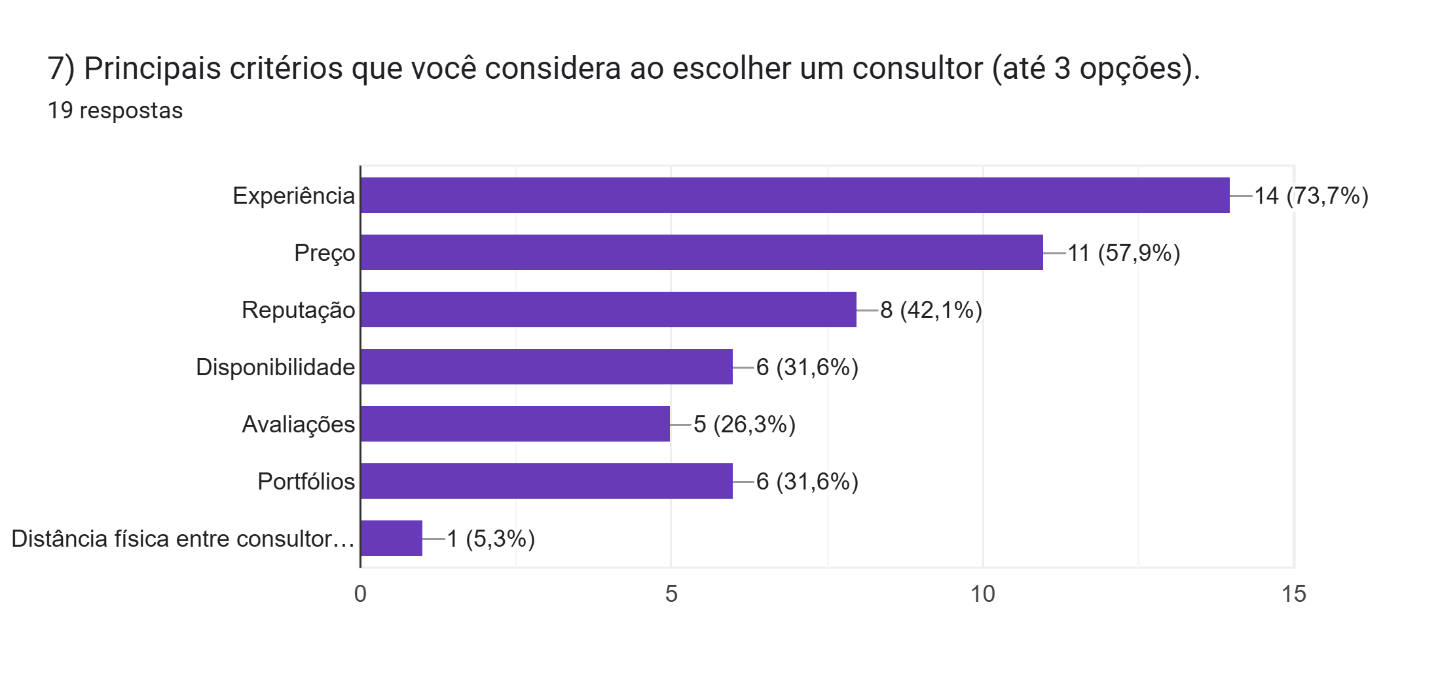 7) Principais critérios que você considera ao escolher um consultor (até 3 opções).
19 respostas
Experiência 14 (73,7%)
Preço 11 (57,9%)
Reputação 8 (42,1%)
Disponibilidade 6 (31,6%)
Avaliações 5 (26,3%)
Portfólios 6 (31,6%)
Distância física entre consultor… 1 (5,3%)
0 5 10 15